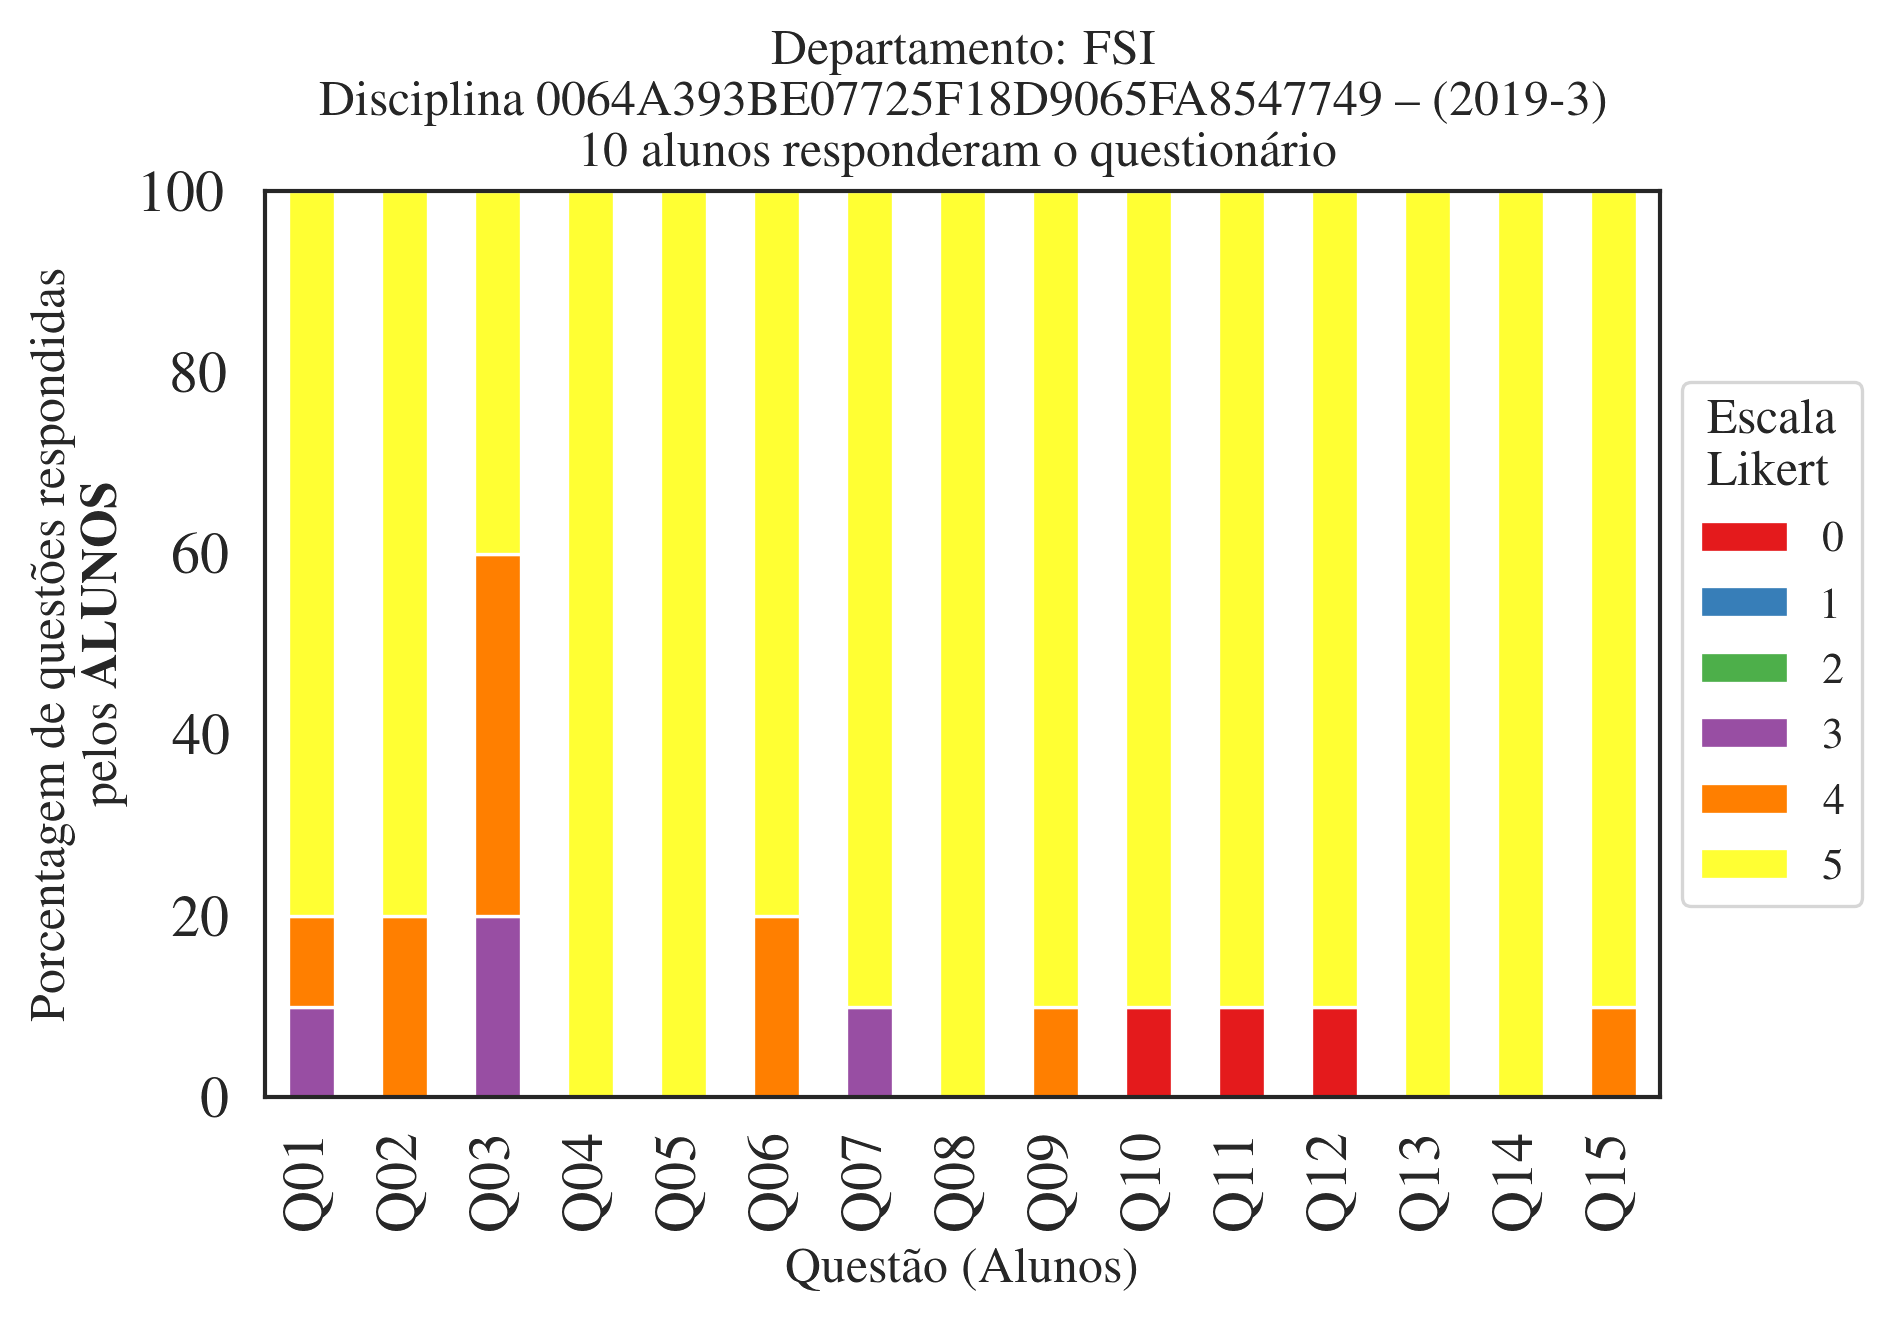 Departamento: FSI
Disciplina 0064A393BE07725F18D9065FA8547749 – (2019-3)
10 alunos responderam o questionário
Porcentagem de questões respondidas
pelos ALUNOS
100
80
60
40
20
0
Q01
Q02
Q03
Q04
Q05
Q06
Q07
Q08
Q09
Q10
Q11
Q12
Q13
Q14
Q15
Questão (Alunos)
Escala
Likert
0
1
2
3
4
5